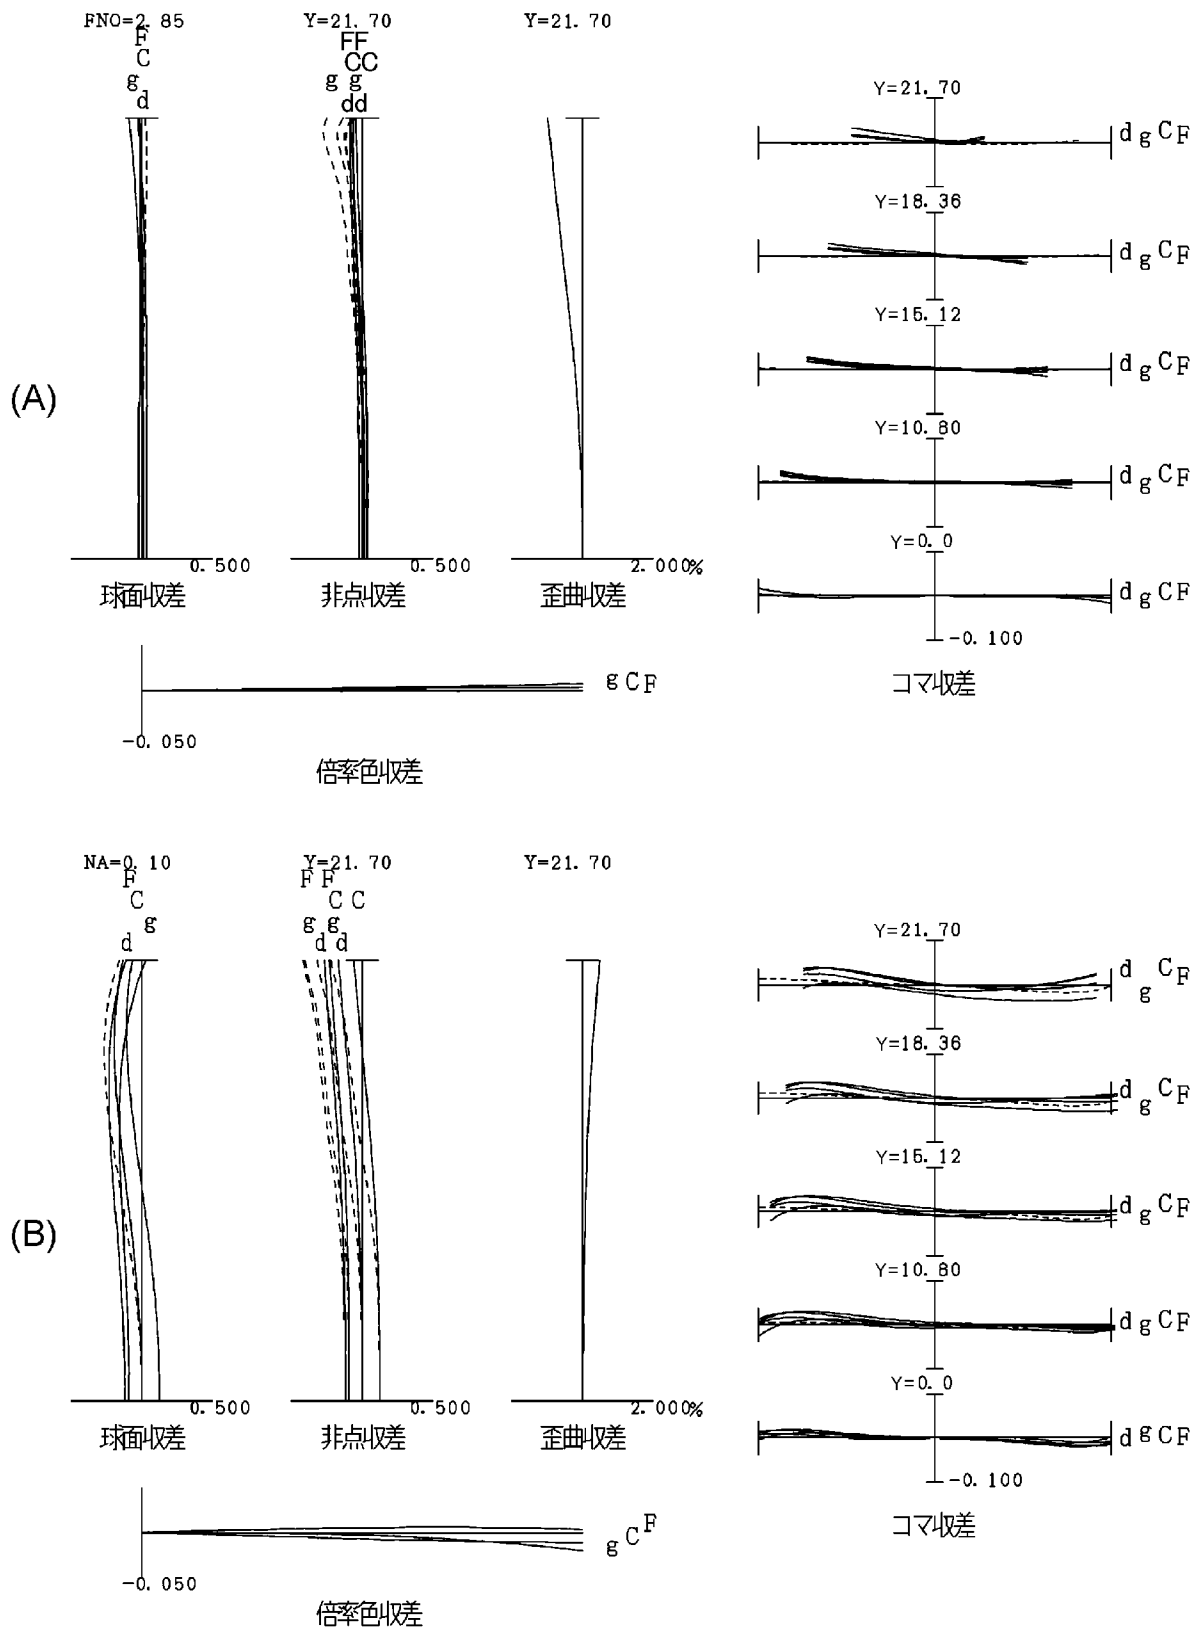 FNO=2.85 Y=21.70 Y=21.70
F FF
C CC
g g g
d dd
Y=21.70
d g C F
Y=18.36
d g C F
Y=15.12
d g C F
(A)
Y=10.80
d g C F
Y=0.0
0.500 0.500 2.000%
球面収差 非点収差 歪曲収差
d g C F
-0.100
コマ収差
g C F
-0.050
倍率色収差
NA=0.10 Y=21.70 Y=21.70
F F F
C C C
g g g
d d d
Y=21.70
d g C F
Y=18.36
d g C F
Y=15.12
d g C F
(B)
Y=10.80
d g C F
Y=0.0
0.500 0.500 2.000%
球面収差 非点収差 歪曲収差
d g C F
-0.100
コマ収差
g C F
-0.050
倍率色収差